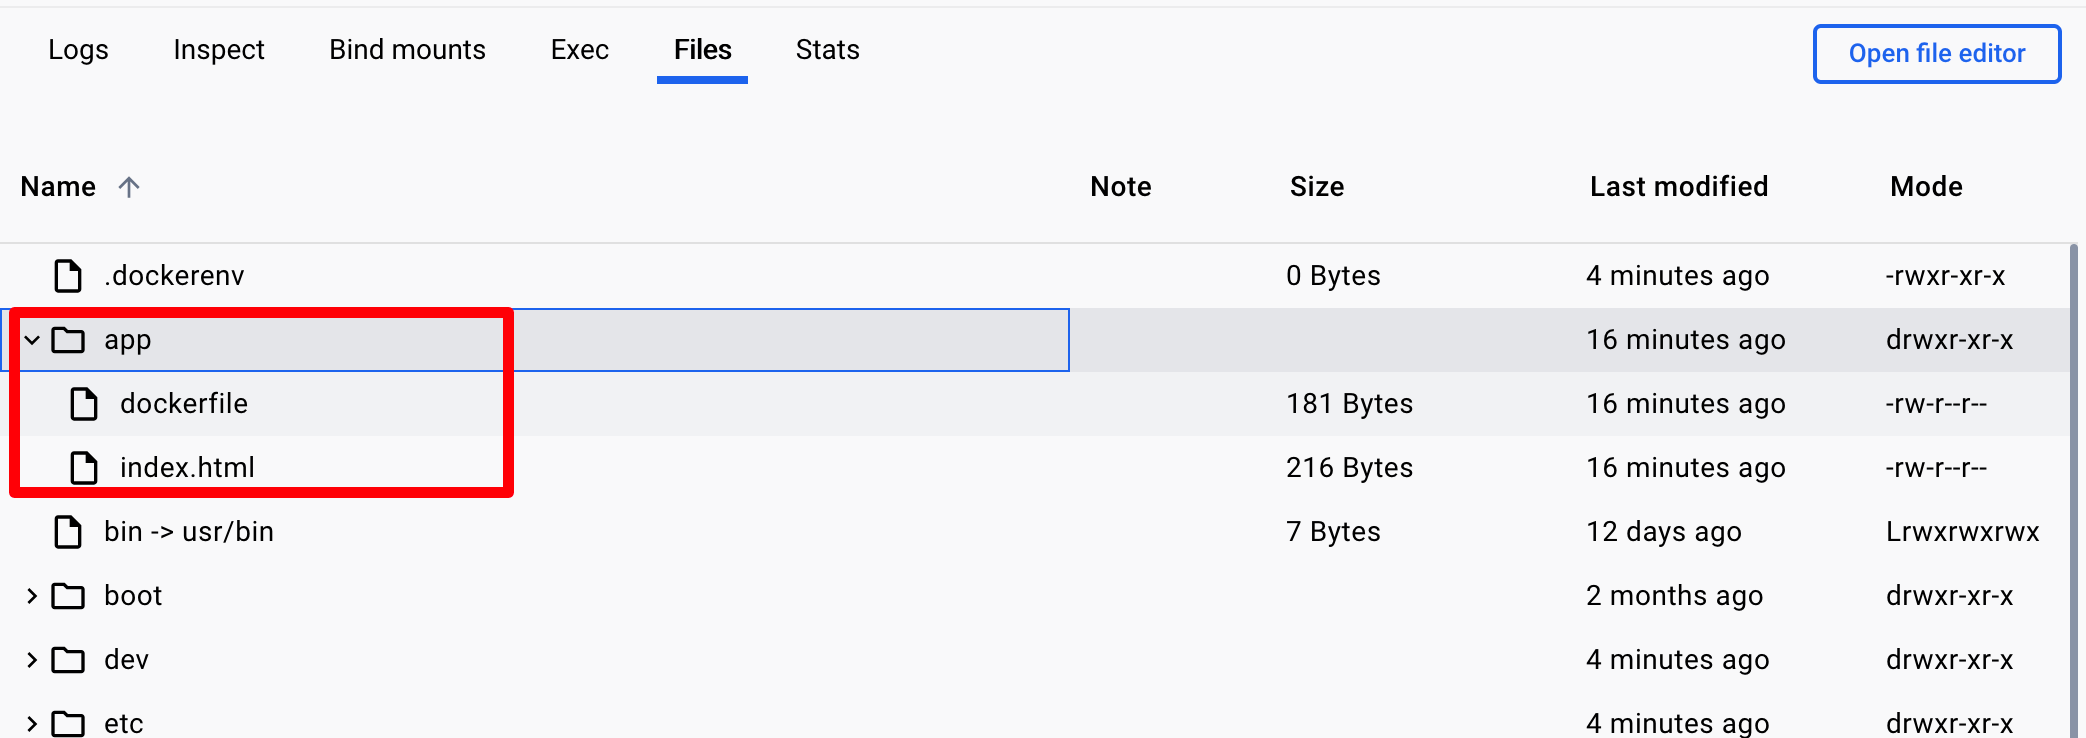 Logs Inspect Bind mounts Exec Files Stats Open file editor
Name Note Size Last modified Mode
.dockerenv 0 Bytes 4 minutes ago -rwxr-xr-x
app 16 minutes ago drwxr-xr-x
dockerfile 181 Bytes 16 minutes ago -rw-r--r--
index.html 216 Bytes 16 minutes ago -rw-r--r--
bin -> usr/bin 7 Bytes 12 days ago Lrwxrwxrwx
boot 2 months ago drwxr-xr-x
dev 4 minutes ago drwxr-xr-x
etc 4 minutes ago drwxr-xr-x